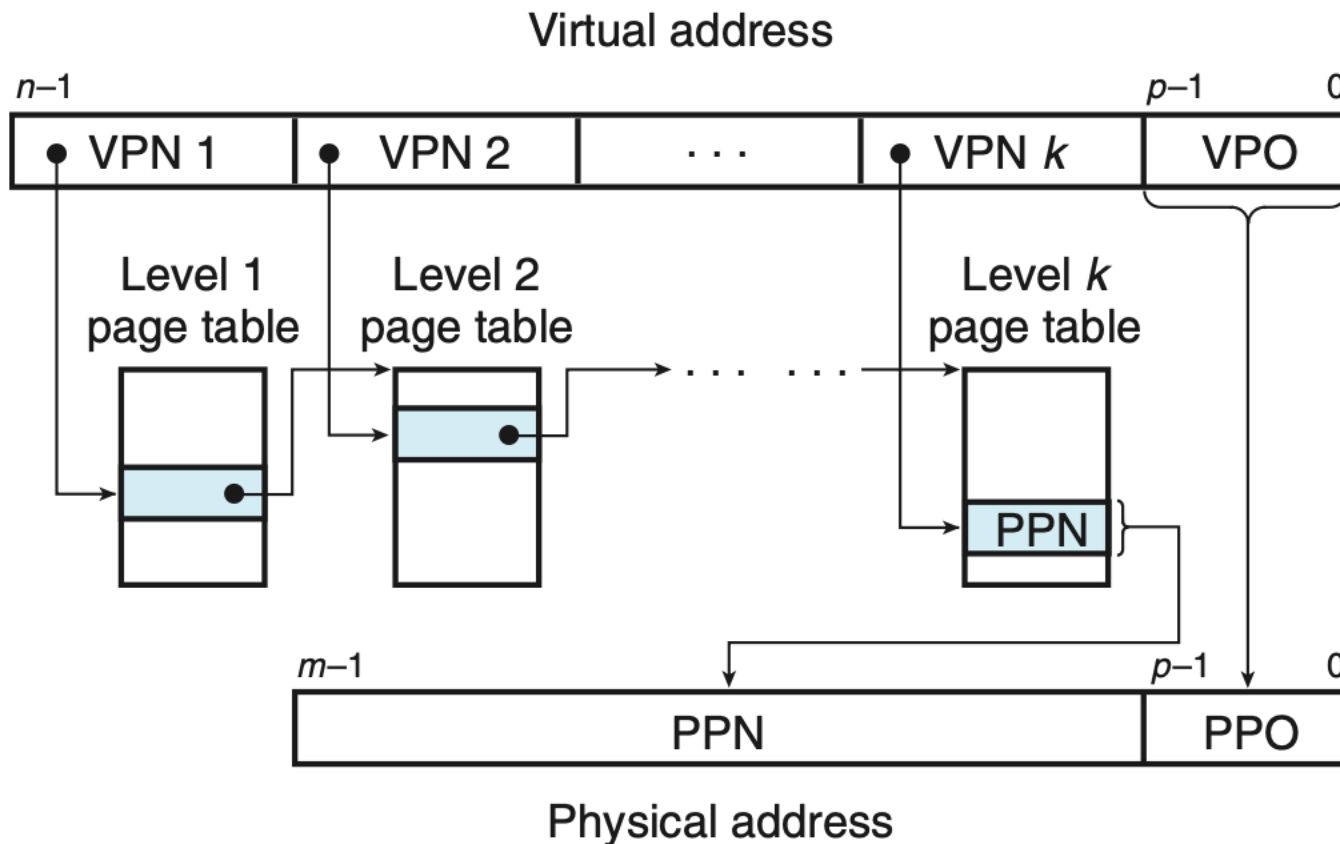 Virtual address
n–1 p–1 0
VPN 1 VPN 2 · · · VPN k VPO
Level 1 Level 2 Level k
page table page table page table
· · · · · ·
PPN
m–1 p–1 0
PPN PPO
Physical address